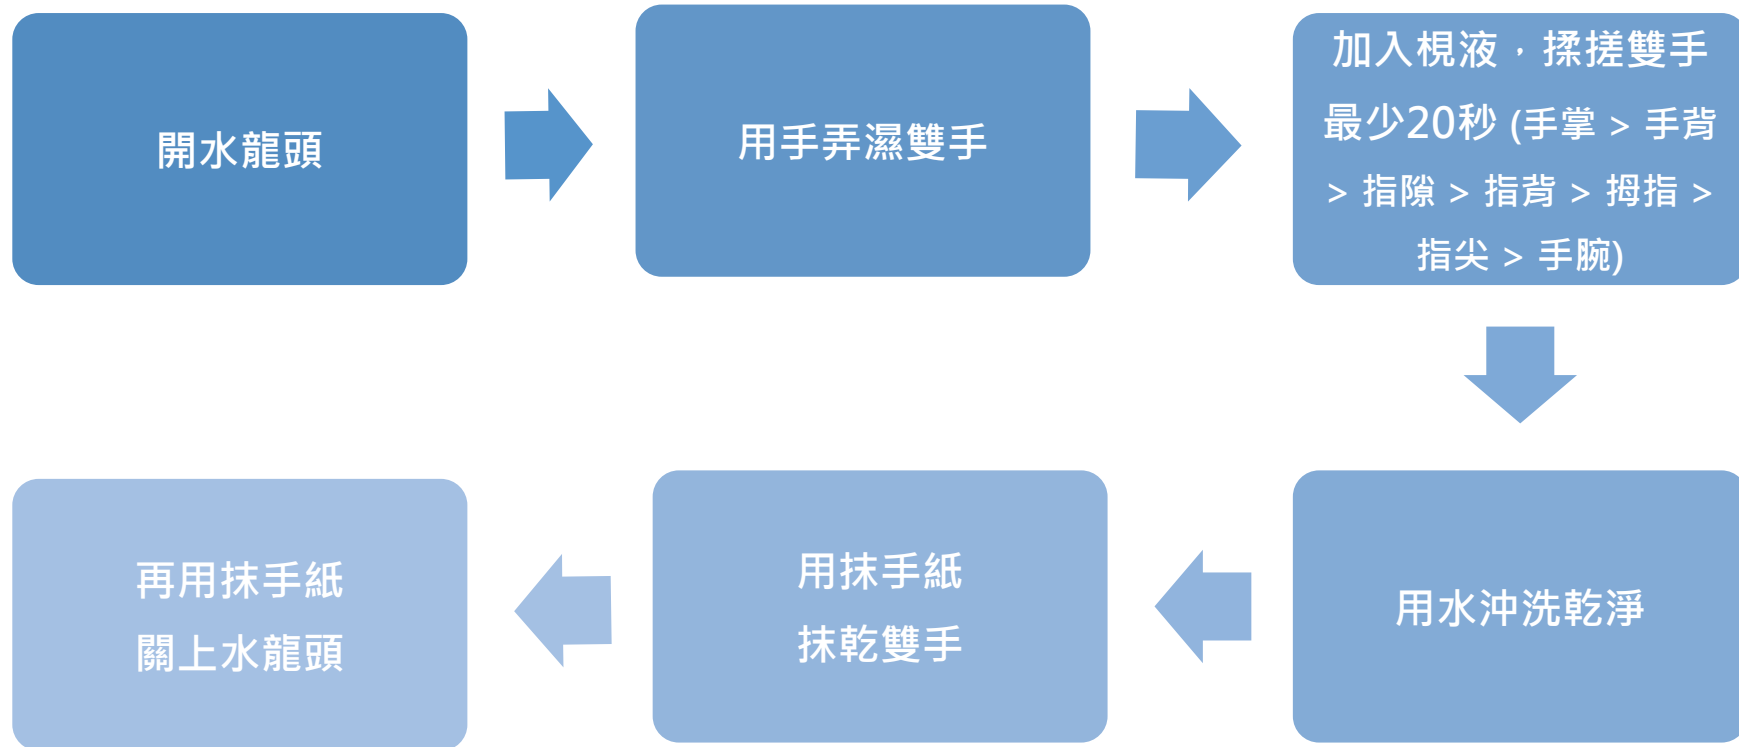 開水龍頭
用手弄濕雙手
加入梘液，揉搓雙手
最少20秒 (手掌 > 手背
> 指隙 > 指背 > 拇指 >
指尖 > 手腕)
用水沖洗乾淨
用抹手紙
抹乾雙手
再用抹手紙
關上水龍頭